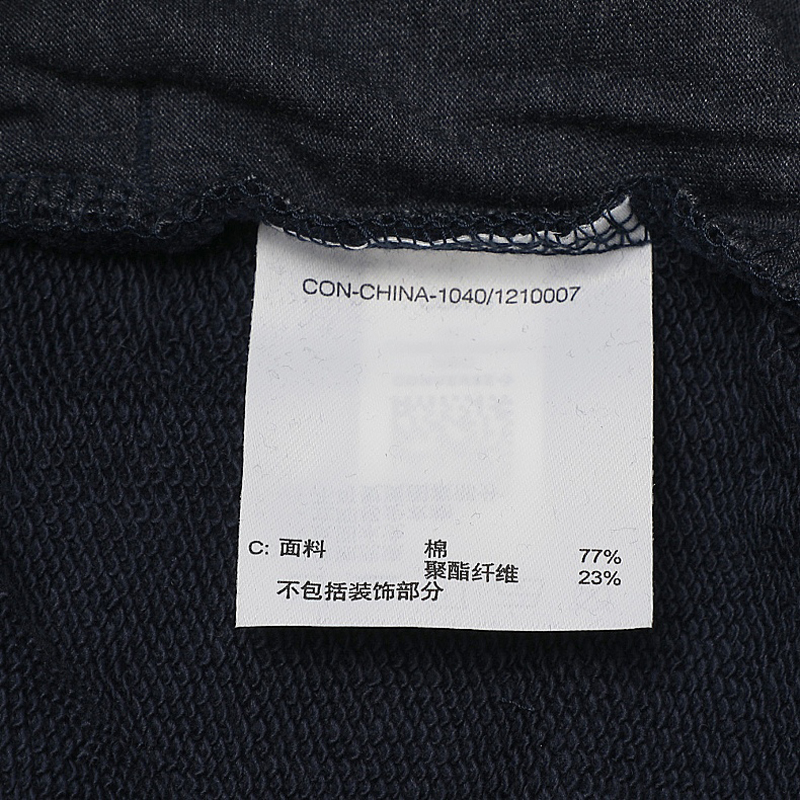 CON-CHINA-1040/1210007
C: 面料 棉 77%
聚酯纤维 23%
不包括装饰部分